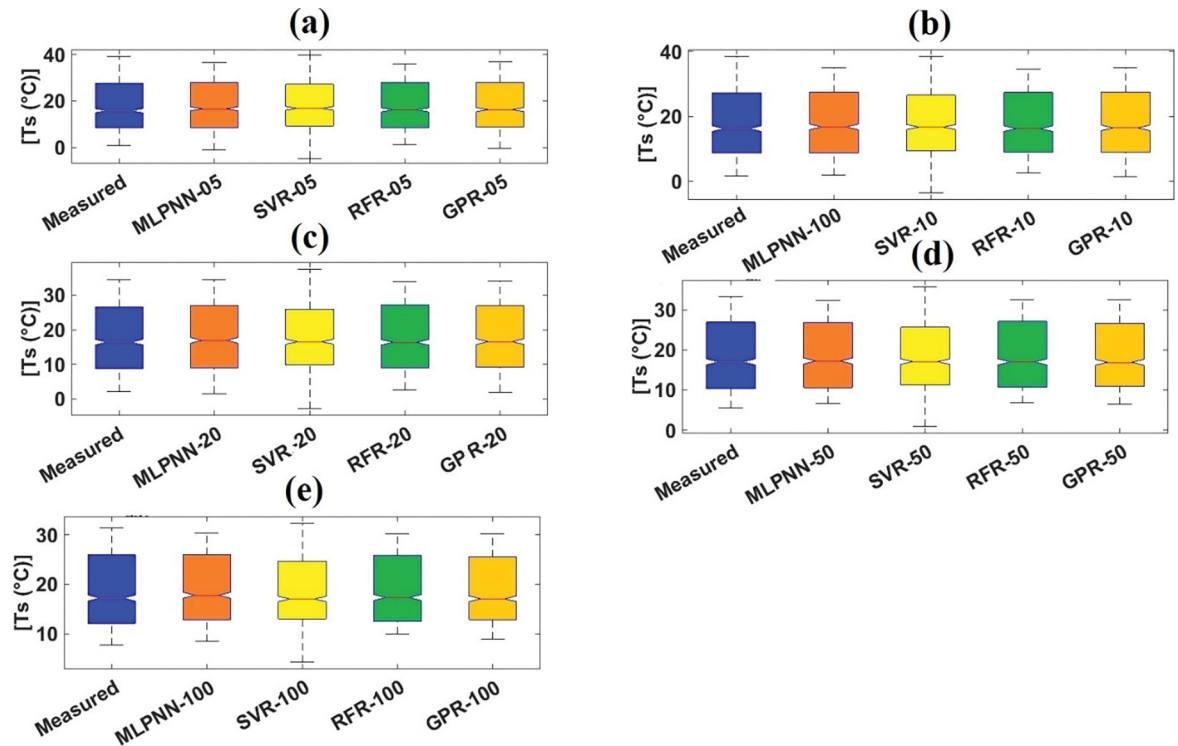 (a)
[Ts (°C)]
40
20
0
Measured
MLPNN-05
SVR-05
RFR-05
GPR-05
(b)
[Ts (°C)]
40
20
0
Measured
MLPNN-100
SVR-10
RFR-10
GPR-10
(c)
[Ts (°C)]
30
20
10
0
Measured
MLPNN-20
SVR-20
RFR-20
GPR-20
(d)
[Ts (°C)]
30
20
10
0
Measured
MLPNN-50
SVR-50
RFR-50
GPR-50
(e)
[Ts (°C)]
30
20
10
Measured
MLPNN-100
SVR-100
RFR-100
GPR-100